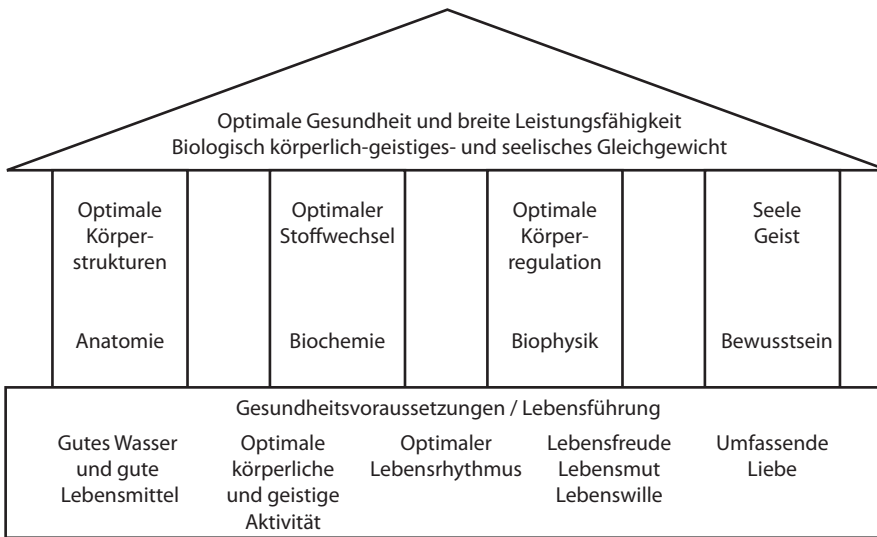 Optimale Gesundheit und breite Leistungsfähigkeit
Biologisch körperlich-geistiges- und seelisches Gleichgewicht
Optimale
Körper-
strukturen
Anatomie
Optimaler
Stoffwechsel
Biochemie
Optimale
Körper-
regulation
Biophysik
Seele
Geist
Bewusstsein
Gesundheitsvoraussetzungen / Lebensführung
Gutes Wasser
und gute
Lebensmittel
Optimale
körperliche
und geistige
Aktivität
Optimaler
Lebensrhythmus
Lebensfreude
Lebensmut
Lebenswille
Umfassende
Liebe